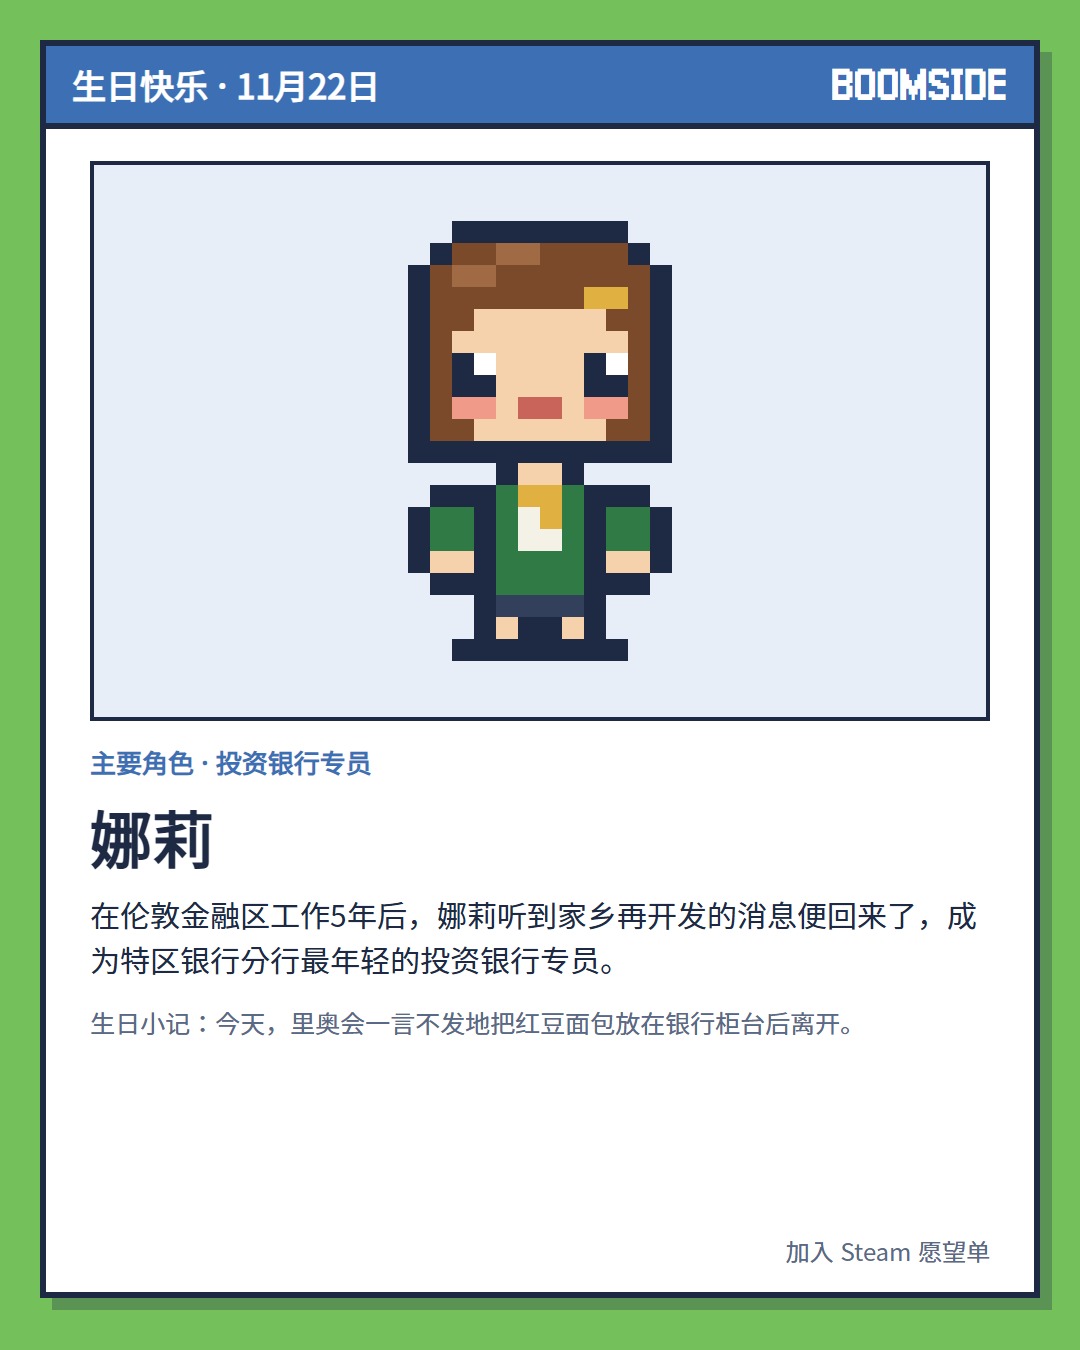 生日快乐 · 11月22日
BOOMSIDE
主要角色 · 投资银行专员
娜莉
在伦敦金融区工作5年后，娜莉听到家乡再开发的消息便回来了，成
为特区银行分行最年轻的投资银行专员。
生日小记：今天，里奥会一言不发地把红豆面包放在银行柜台后离开。
加入 Steam 愿望单